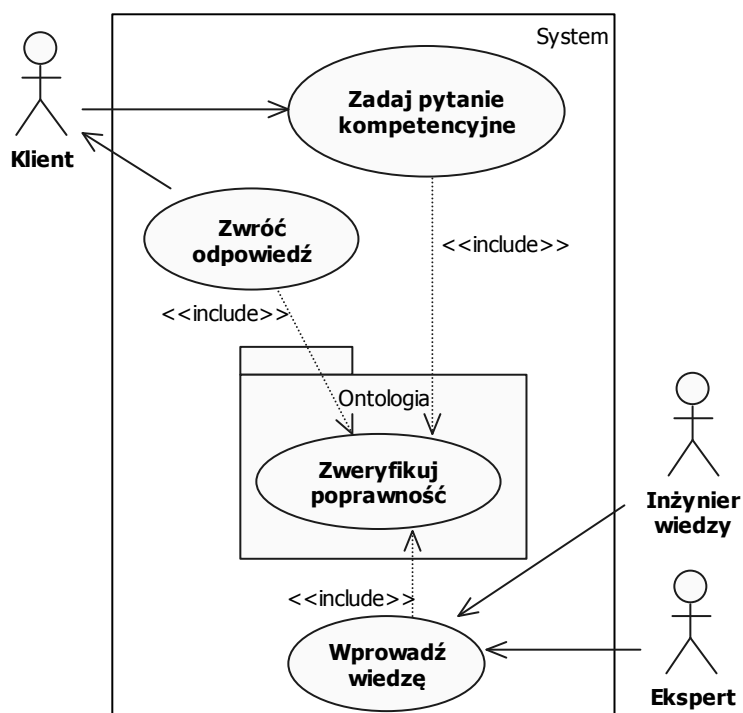 System
Zadaj pytanie
kompetencyjne
Klient
Zwróć
odpowiedź
<<include>>
<<include>>
Ontologia
Zweryfikuj
poprawność
Inżynier
wiedzy
<<include>>
Wprowadź
wiedzę
Ekspert